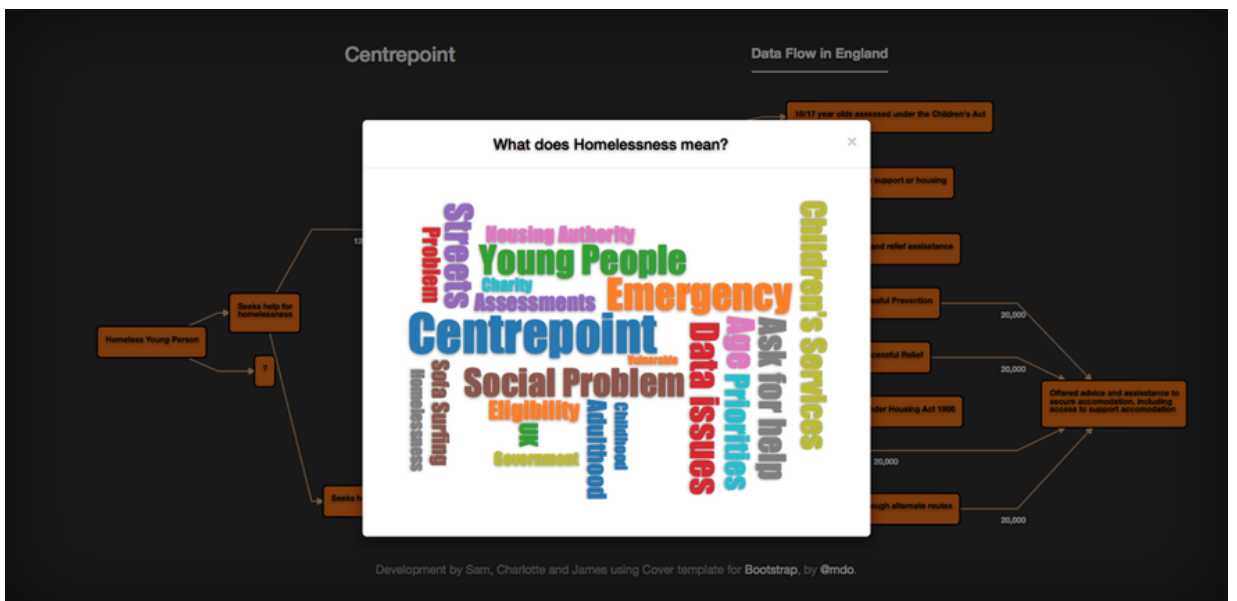 Centrepoint
Data Flow in England
16/17 year olds assessed under the Children's Act
What does Homelessness mean?
×
support or housing
and relief assisstance
Prevention
Relief
Housing Act 1996
alternate routes
Streets
Problem
Housing Authority
Young People
Charity
Assessments
Emergency
Children's Services
Centrepoint
Vulnerable
Data issues
Age
Ask for help
Priorities
Social Problem
Sofa Surfing
Homelessness
Eligibility
UK
Government
Adulthood
Childhood
Seeks help for
homelessness
Homeless Young Person
?
Seeks
20,000
20,000
20,000
20,000
Offered advice and assistance to
secure accomodation, including
access to support accomodation
Development by Sam, Charlotte and James using Cover template for Bootstrap, by @mdo.